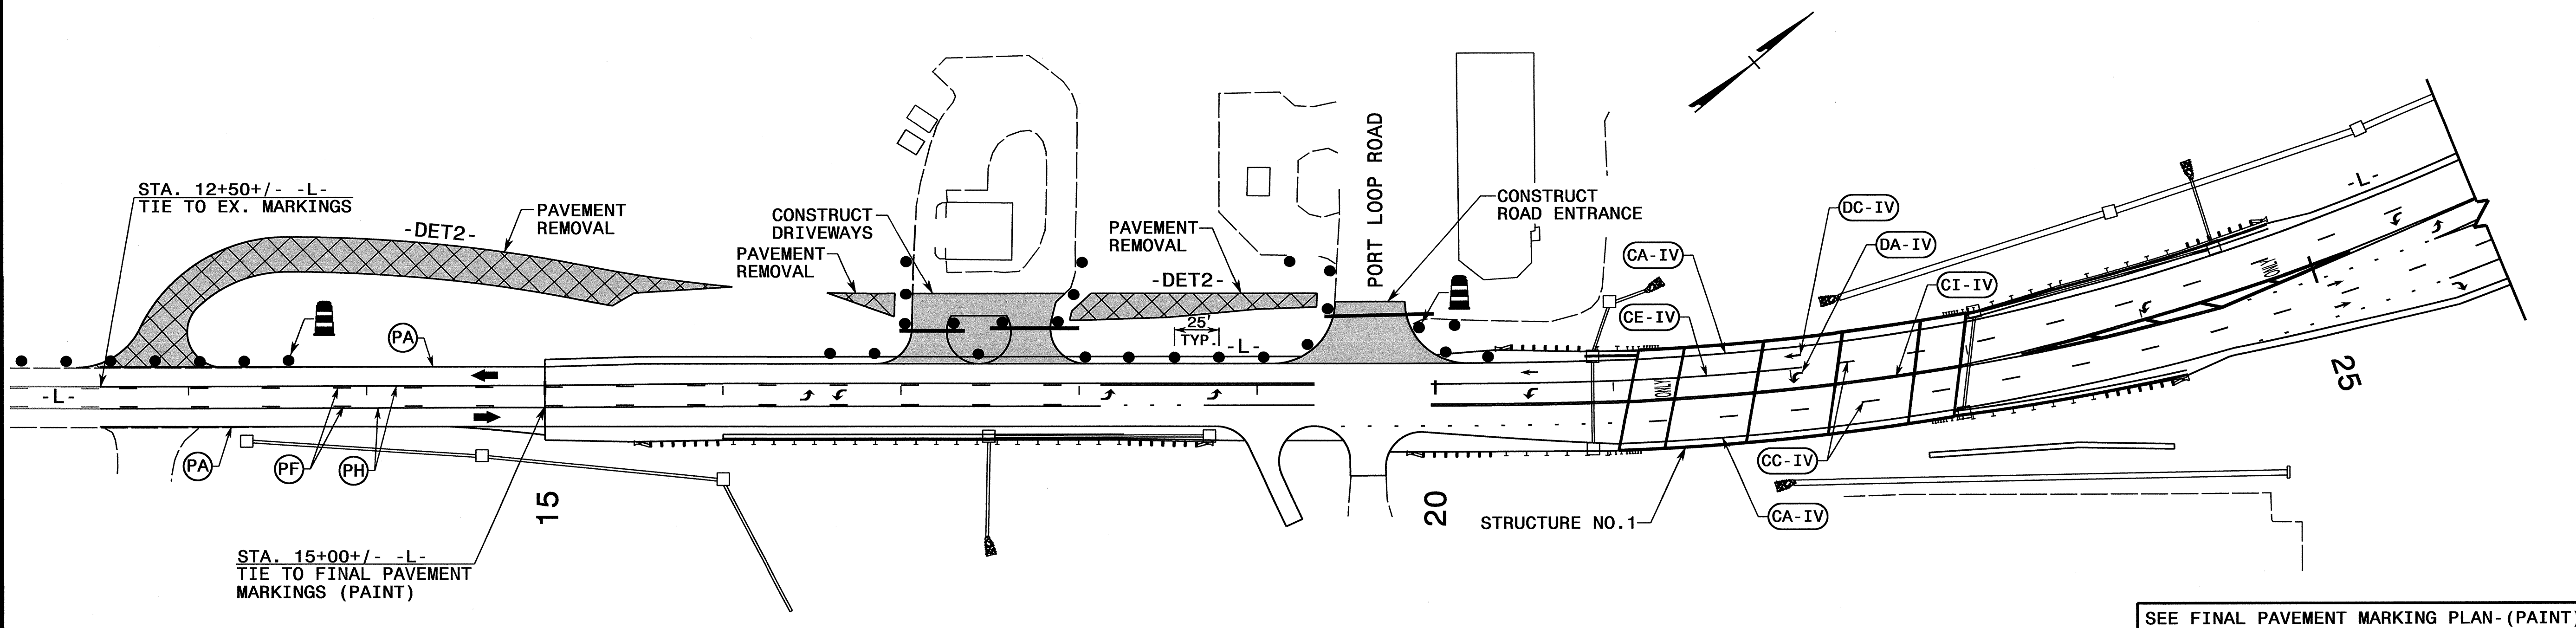 STA. 12+50+/- -L-
TIE TO EX. MARKINGS
-DET2-
PAVEMENT
REMOVAL
CONSTRUCT
DRIVEWAYS
PAVEMENT
REMOVAL
PAVEMENT
REMOVAL
-DET2-
25'
TYP.
-L-
PORT LOOP ROAD
CONSTRUCT
ROAD ENTRANCE
CA-IV
CE-IV
DC-IV
DA-IV
CI-IV
-L-
ONLY
ONLY
PA
-L-
PA
PF
PH
15
20
25
STRUCTURE NO.1
CC-IV
CA-IV
STA. 15+00+/- -L-
TIE TO FINAL PAVEMENT
MARKINGS (PAINT)
SEE FINAL PAVEMENT MARKING PLAN-(PAINT)